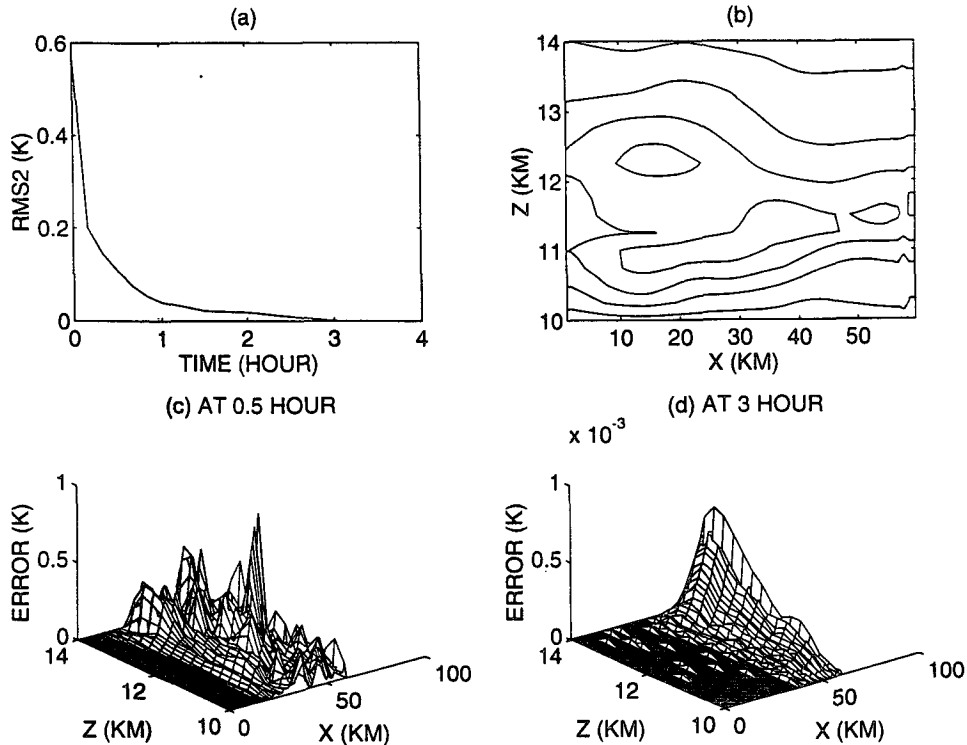 (a)
0.6
0.4
0.2
0
RMS2 (K)
0 1 2 3 4
TIME (HOUR)
(b)
14
13
12
11
10
Z (KM)
10 20 30 40 50
X (KM)
(c) AT 0.5 HOUR
1
0.5
0
ERROR (K)
14
12
10
Z (KM)
0
50
100
X (KM)
(d) AT 3 HOUR
x 10^-3
1
0.5
0
ERROR (K)
14
12
10
Z (KM)
0
50
100
X (KM)